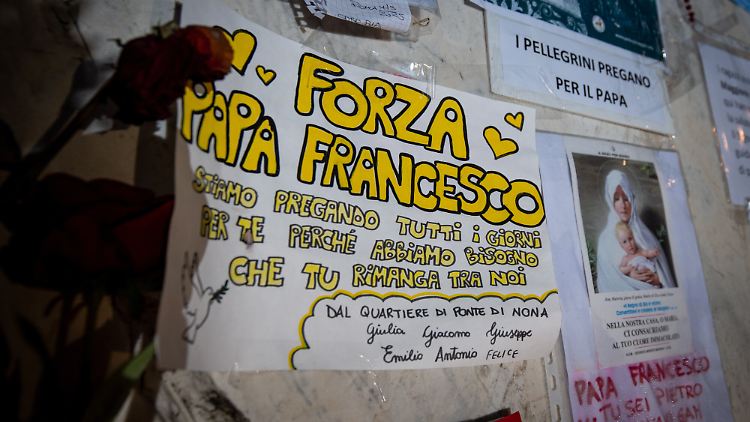 FORZA
PAPA FRANCESCO
STIAMO PREGANDO TUTTI I GIORNI
PER TE PERCHÉ ABBIAMO BISOGNO
CHE TU RIMANGA TRA NOI
DAL QUARTIERE DI PONTE DI NONA
Giulia Giacomo Giuseppe
Emilio Antonio FELICE
I PELLEGRINI PREGANO
PER IL PAPA
NELLA NOSTRA CASA, O MARIA,
CI CONSACRIAMO
AL TUO CUORE IMMACOLATO
PAPA FRANCESCO
TU SEI PIETRO